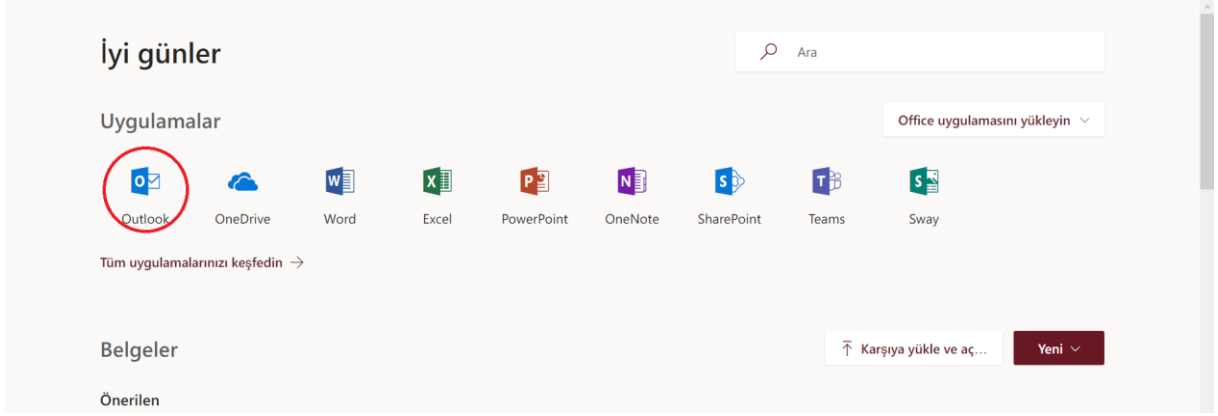 İyi günler
Ara
Uygulamalar
Office uygulamasını yükleyin
Outlook OneDrive Word Excel PowerPoint OneNote SharePoint Teams Sway
Tüm uygulamalarınızı keşfedin →
Belgeler
Karşıya yükle ve aç...
Yeni
Önerilen